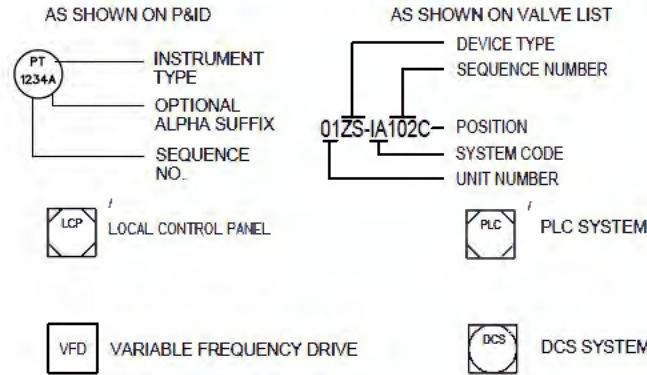 AS SHOWN ON P&ID
PT
1234A
INSTRUMENT
TYPE
OPTIONAL
ALPHA SUFFIX
SEQUENCE
NO.
AS SHOWN ON VALVE LIST
DEVICE TYPE
SEQUENCE NUMBER
01ZS-IA102C
POSITION
SYSTEM CODE
UNIT NUMBER
LCP
LOCAL CONTROL PANEL
PLC
PLC SYSTEM
VFD
VARIABLE FREQUENCY DRIVE
DCS
DCS SYSTEM